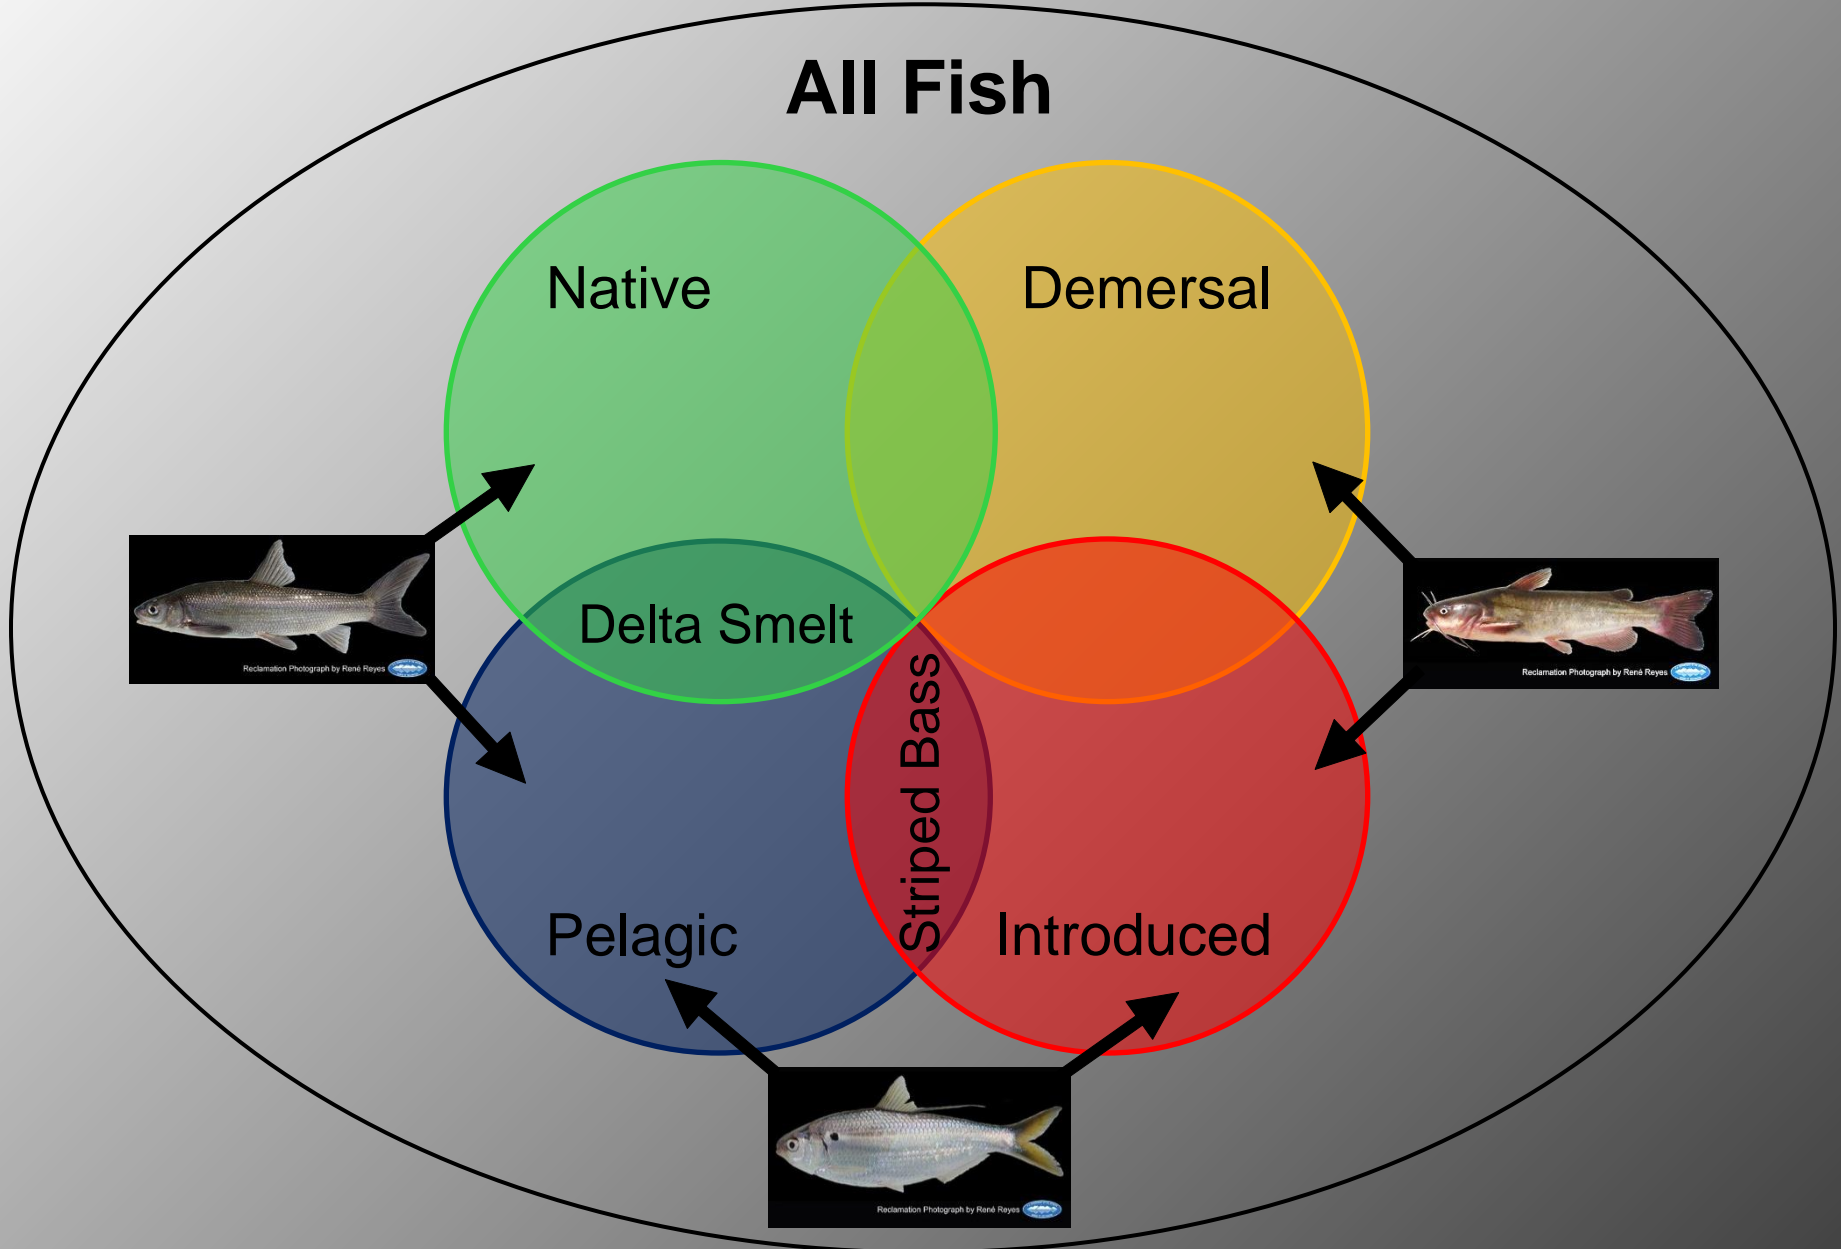 All Fish
Native
Demersal
Delta Smelt
Striped Bass
Reclamation Photograph by René Reyes
Reclamation Photograph by René Reyes
Pelagic
Introduced
Reclamation Photograph by René Reyes